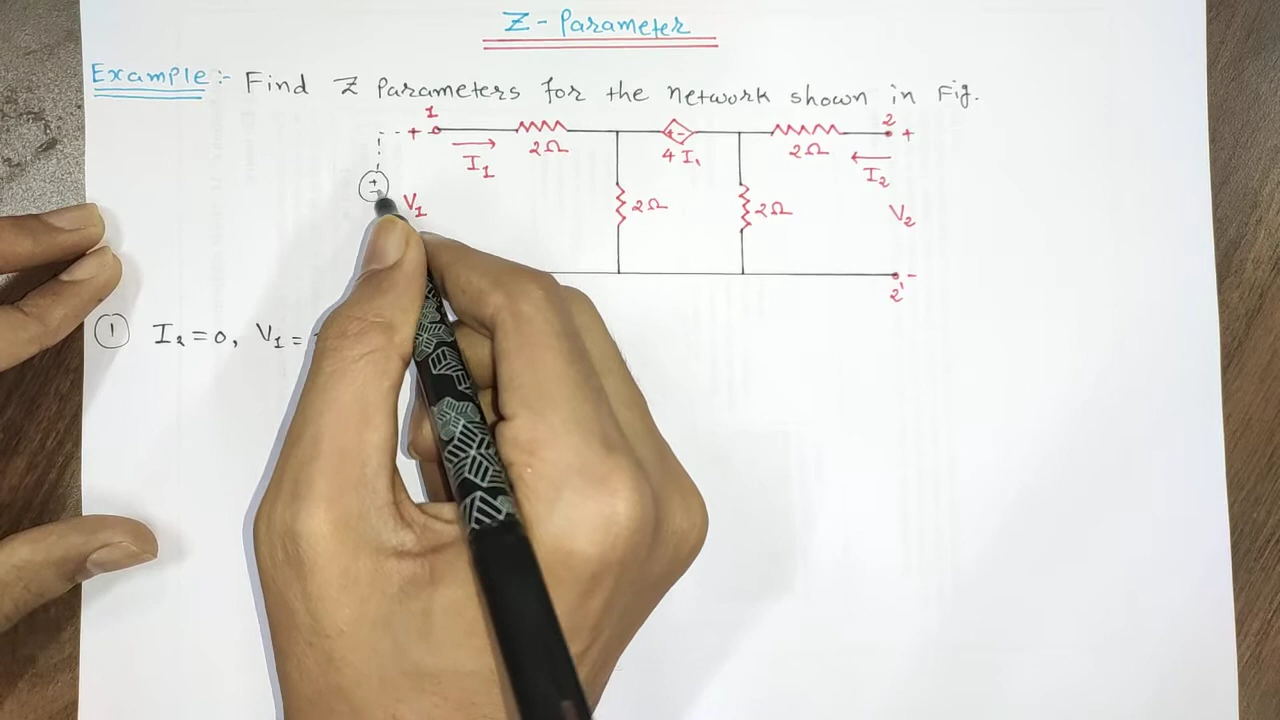 Z - Parameter
Example:- Find Z Parameters for the network shown in Fig.
1
2
+
+
2Ω
+ -
4 I₁
2Ω
I₁
I₂
+
-
V₁
2Ω
2Ω
V₂
-
2'
① I₂ = 0, V₁ =